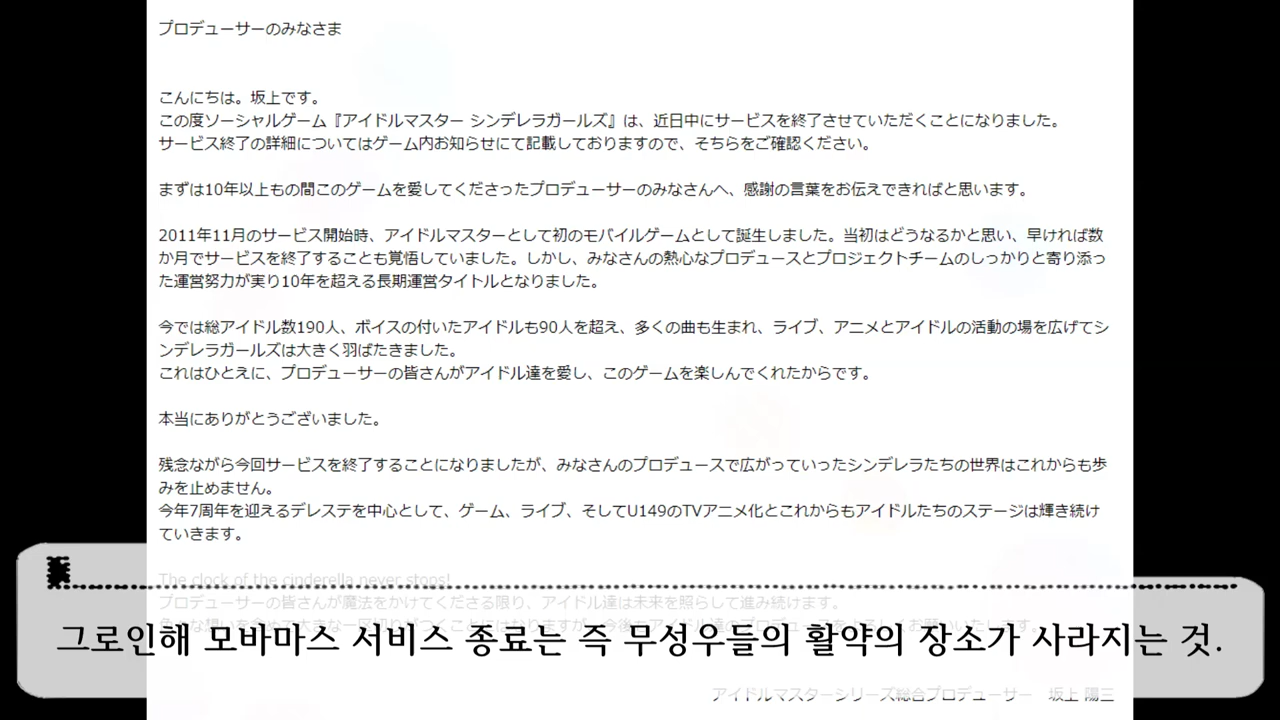 プロデューサーのみなさま
こんにちは。坂上です。
この度ソーシャルゲーム『アイドルマスター シンデレラガールズ』は、近日中にサービスを終了させていただくことになりました。
サービス終了の詳細についてはゲーム内お知らせにて記載しておりますので、そちらをご確認ください。
まずは10年以上もの間このゲームを愛してくださったプロデューサーのみなさんへ、感謝の言葉をお伝えできればと思います。
2011年11月のサービス開始時、アイドルマスターとして初のモバイルゲームとして誕生しました。当初はどうなるかと思い、早ければ数
か月でサービスを終了することも覚悟していました。しかし、みなさんの熱心なプロデュースとプロジェクトチームのしっかりと寄り添っ
た運営努力が実り10年を超える長期運営タイトルとなりました。
今では総アイドル数190人、ボイスの付いたアイドルも90人を超え、多くの曲も生まれ、ライブ、アニメとアイドルの活動の場を広げてシ
ンデレラガールズは大きく羽ばたきました。
これはひとえに、プロデューサーの皆さんがアイドル達を愛し、このゲームを楽しんでくれたからです。
本当にありがとうございました。
残念ながら今回サービスを終了することになりましたが、みなさんのプロデュースで広がっていったシンデレラたちの世界はこれからも歩
みを止めません。
今年7周年を迎えるデレステを中心として、ゲーム、ライブ、そしてU149のTVアニメ化とこれからもアイドルたちのステージは輝き続け
ていきます。
The clock of the cinderella never stops!
プロデューサーの皆さんが魔法をかけてくださる限り、アイドル達は未来を照らして進み続けます。
그로인해 모바마스 서비스 종료는 즉 무성우들의 활약의 장소가 사라지는 것.
アイドルマスターシリーズ総合プロデューサー 坂上 陽三